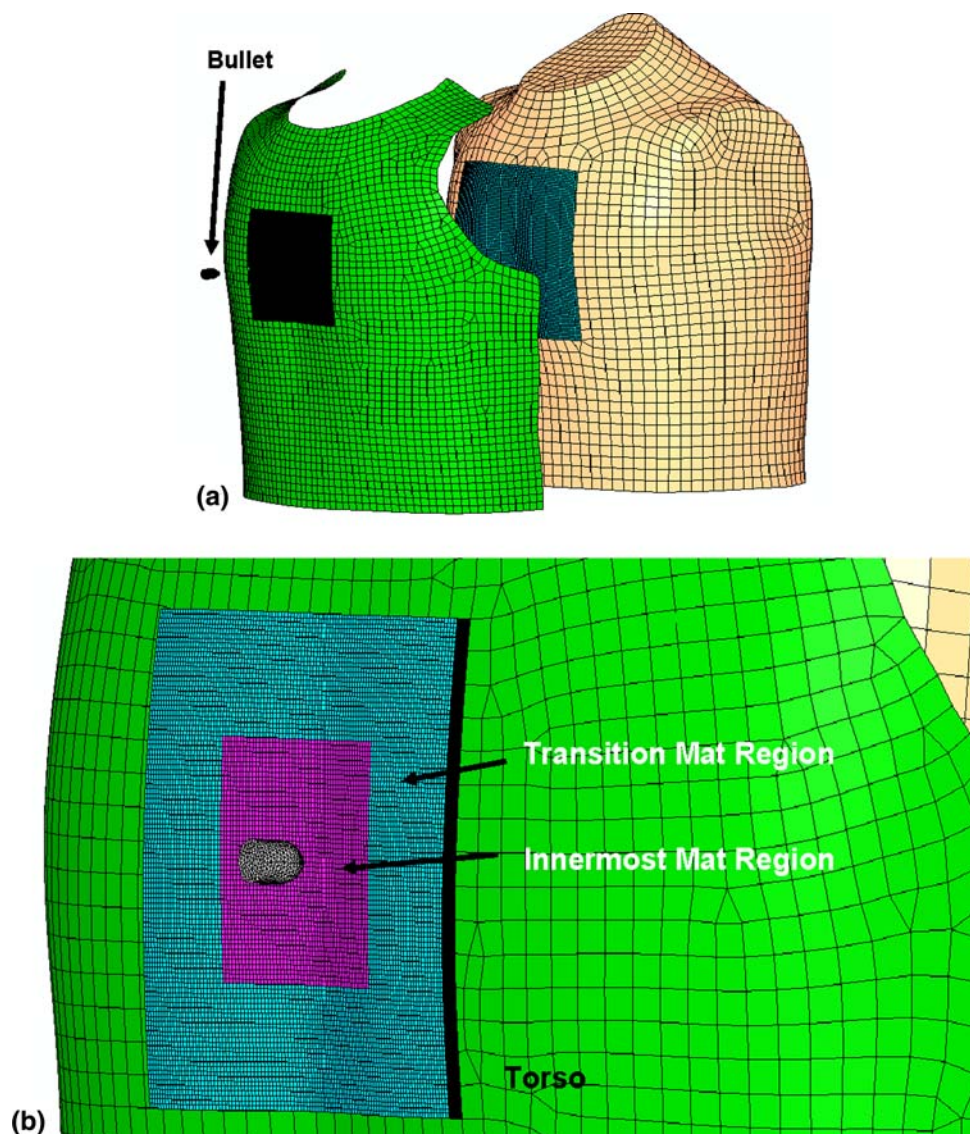 Bullet
(a)
Transition Mat Region
Innermost Mat Region
Torso
(b)